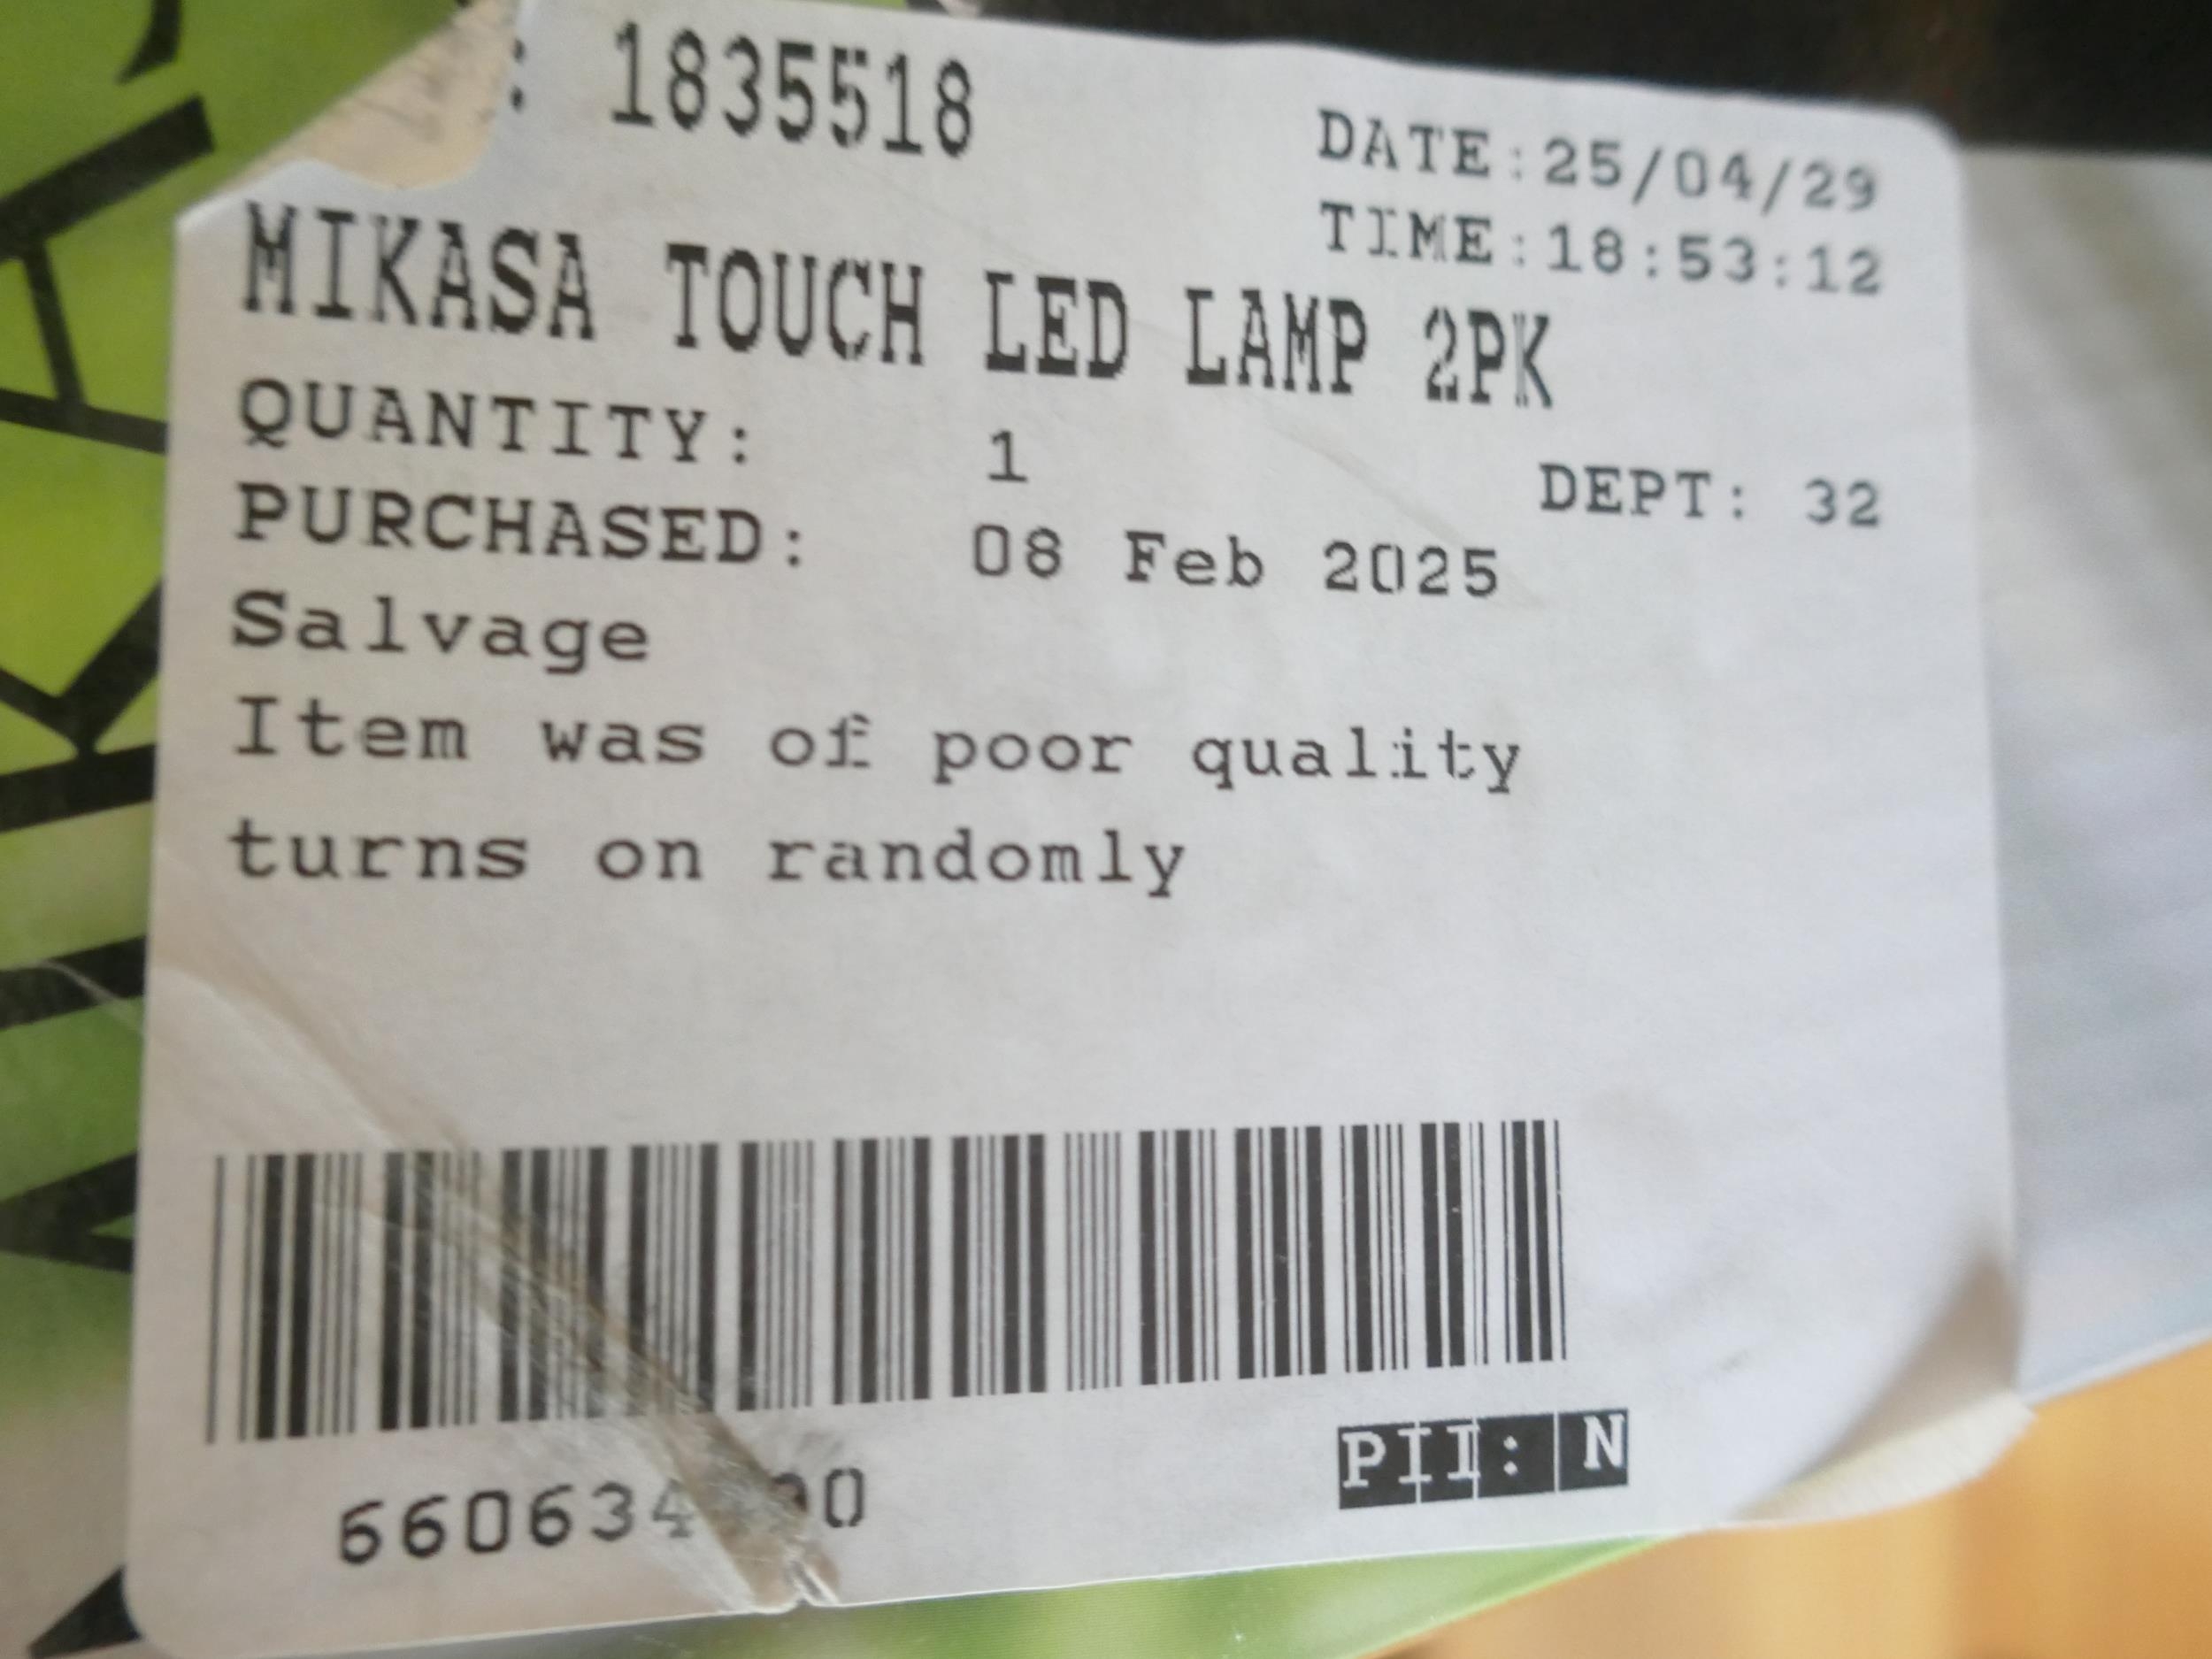 : 1835518
DATE:25/04/29
TIME:18:53:12
MIKASA TOUCH LED LAMP 2PK
QUANTITY: 1
DEPT: 32
PURCHASED: 08 Feb 2025
Salvage
Item was of poor quality
turns on randomly
PII: N